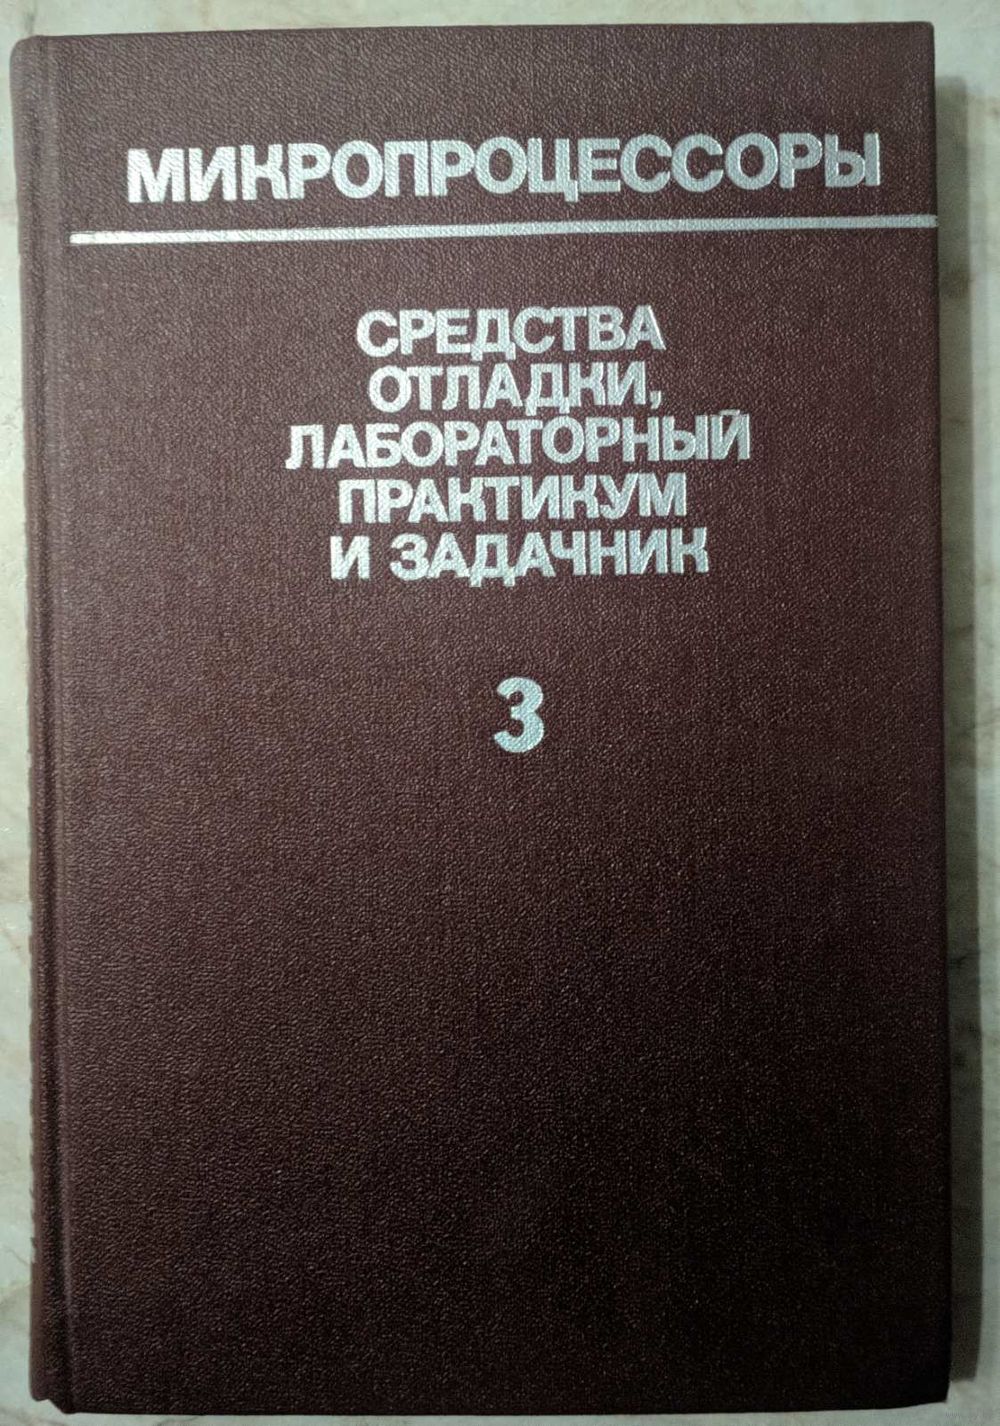 МИКРОПРОЦЕССОРЫ
СРЕДСТВА
ОТЛАДКИ,
ЛАБОРАТОРНЫЙ
ПРАКТИКУМ
И ЗАДАЧНИК
3